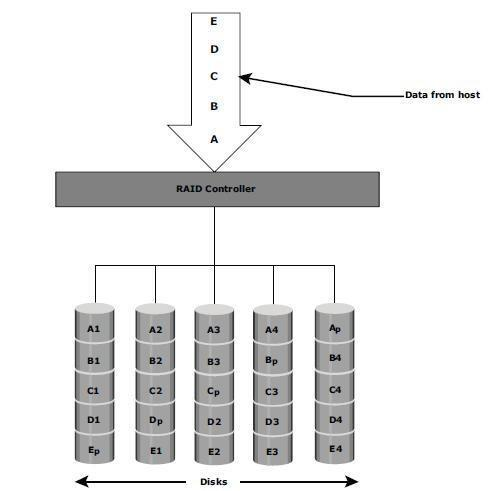 E
D
C
B
A
Data from host
RAID Controller
A1 A2 A3 A4 Ap
B1 B2 B3 Bp B4
C1 C2 Cp C3 C4
D1 Dp D2 D3 D4
Ep E1 E2 E3 E4
Disks